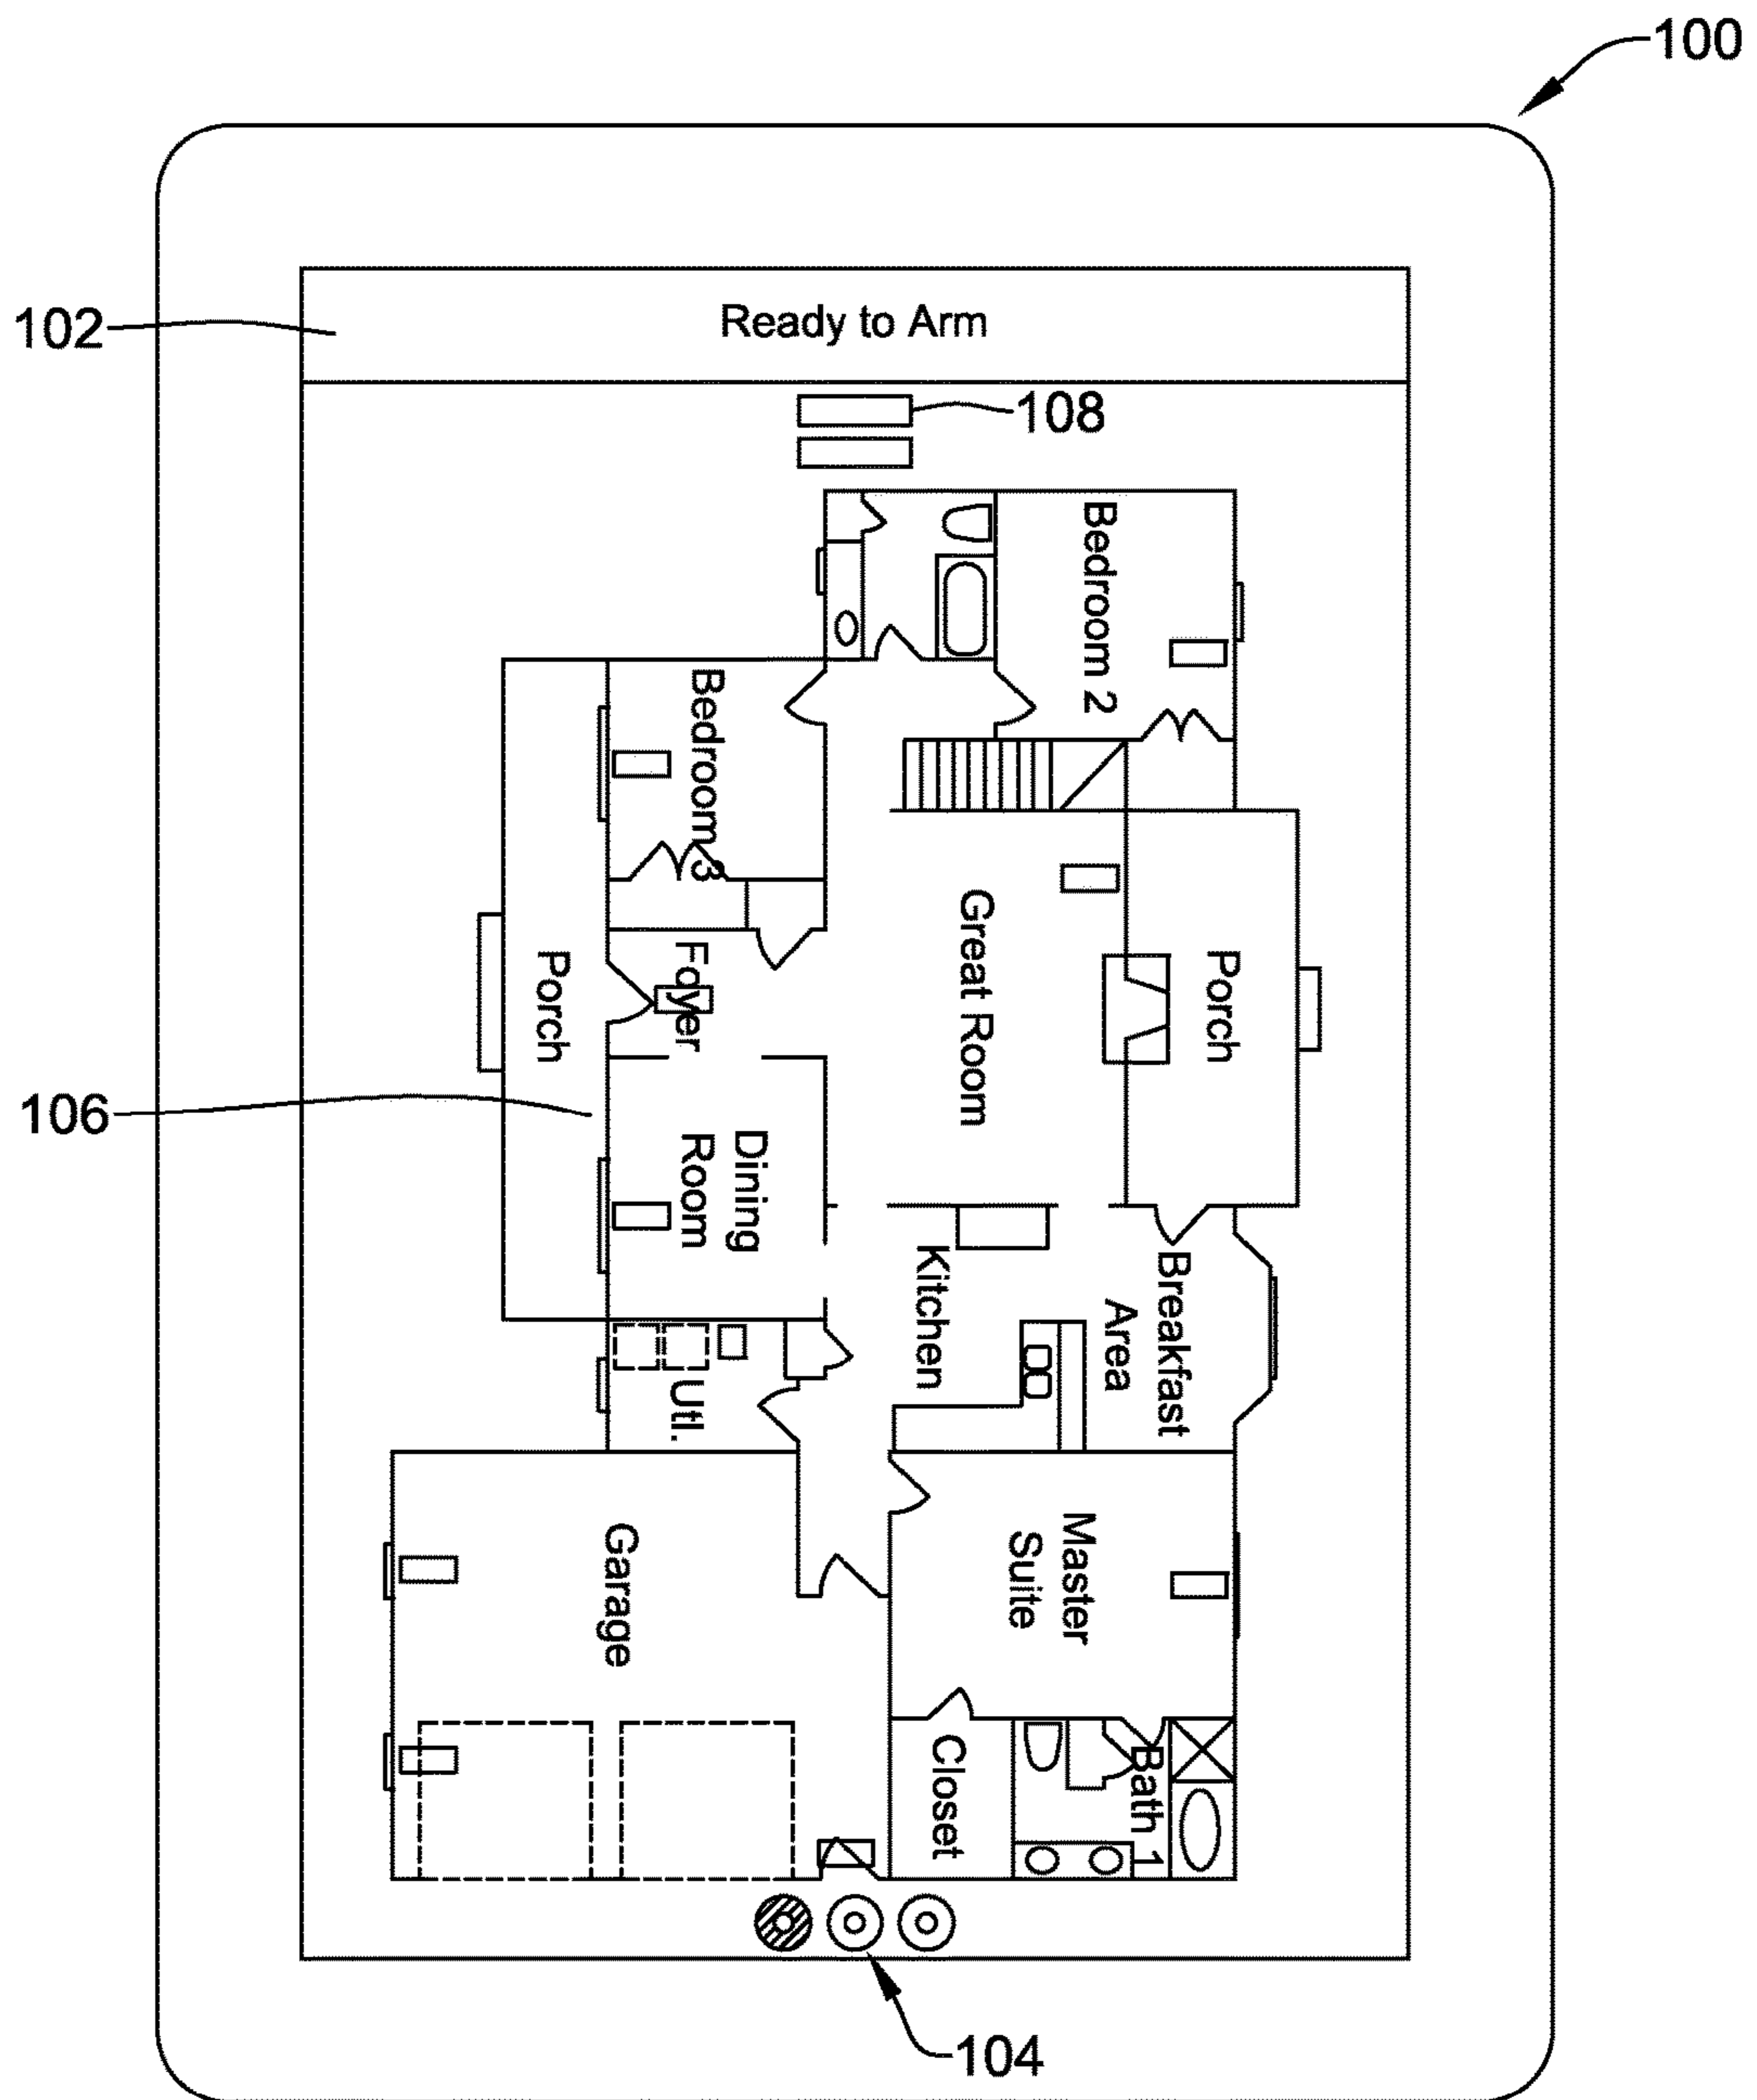 100
102
Ready to Arm
108
Bedroom 2
Bedroom 3
Great Room
Foyer
Porch
Porch
106
Dining
Room
Kitchen
Breakfast
Area
Utl.
Master
Suite
Garage
Closet
Bath 1
104